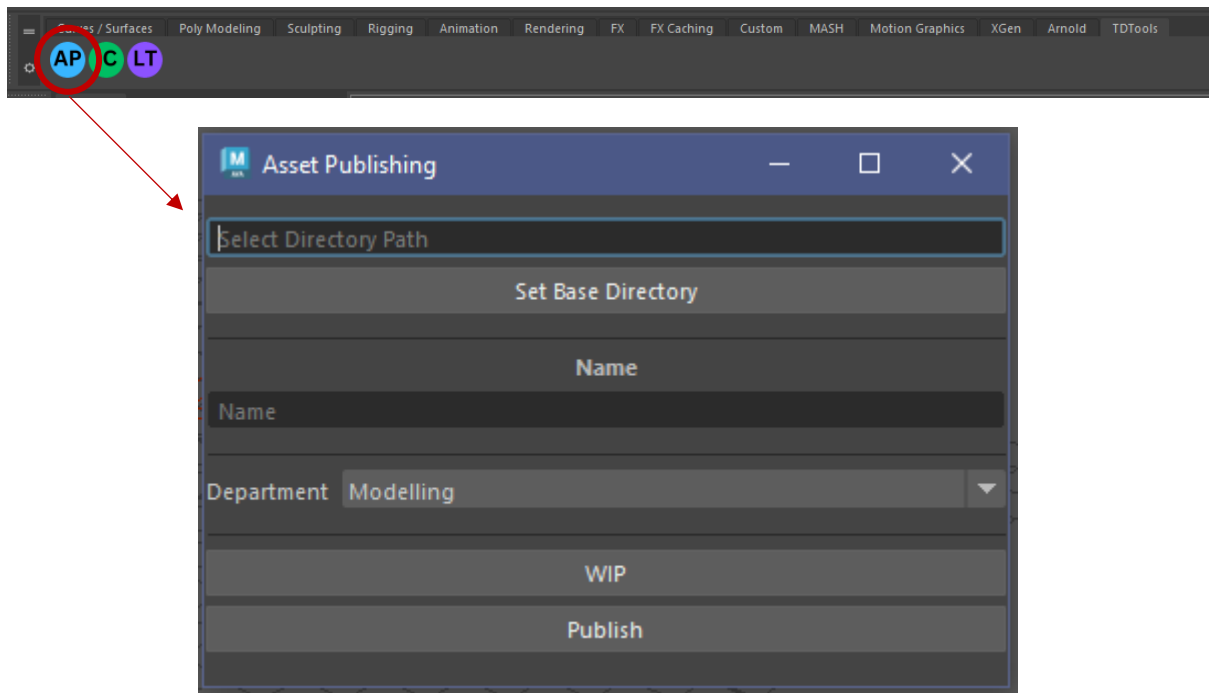 Curves / Surfaces Poly Modeling Sculpting Rigging Animation Rendering FX FX Caching Custom MASH Motion Graphics XGen Arnold TDTools
AP C LT
M Asset Publishing
Select Directory Path
Set Base Directory
Name
Name
Department Modelling
WIP
Publish